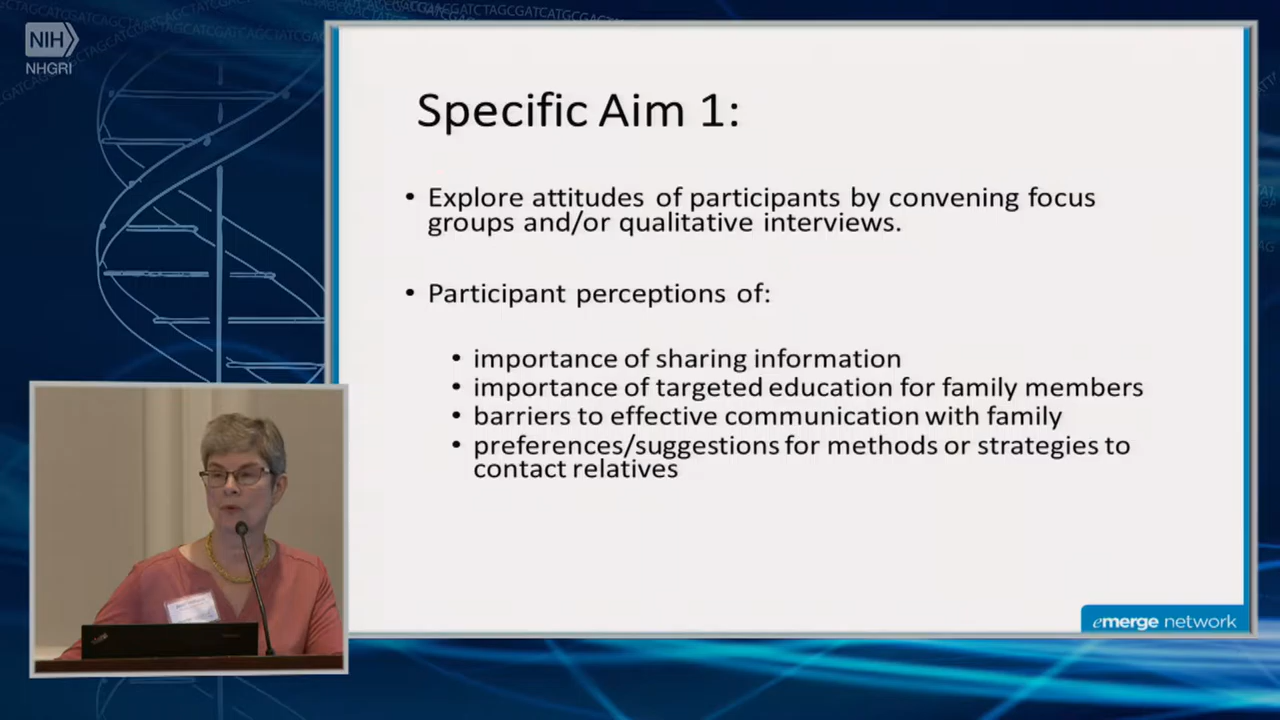 NIH
NHGRI
Specific Aim 1:
• Explore attitudes of participants by convening focus
groups and/or qualitative interviews.
• Participant perceptions of:
• importance of sharing information
• importance of targeted education for family members
• barriers to effective communication with family
• preferences/suggestions for methods or strategies to
contact relatives
emerge network